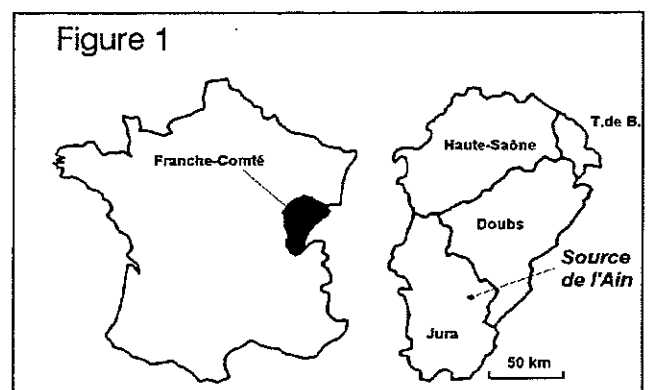 Figure 1
Franche-Comté
T.de B.
Haute-Saône
Doubs
Source
de l'Ain
Jura
50 km